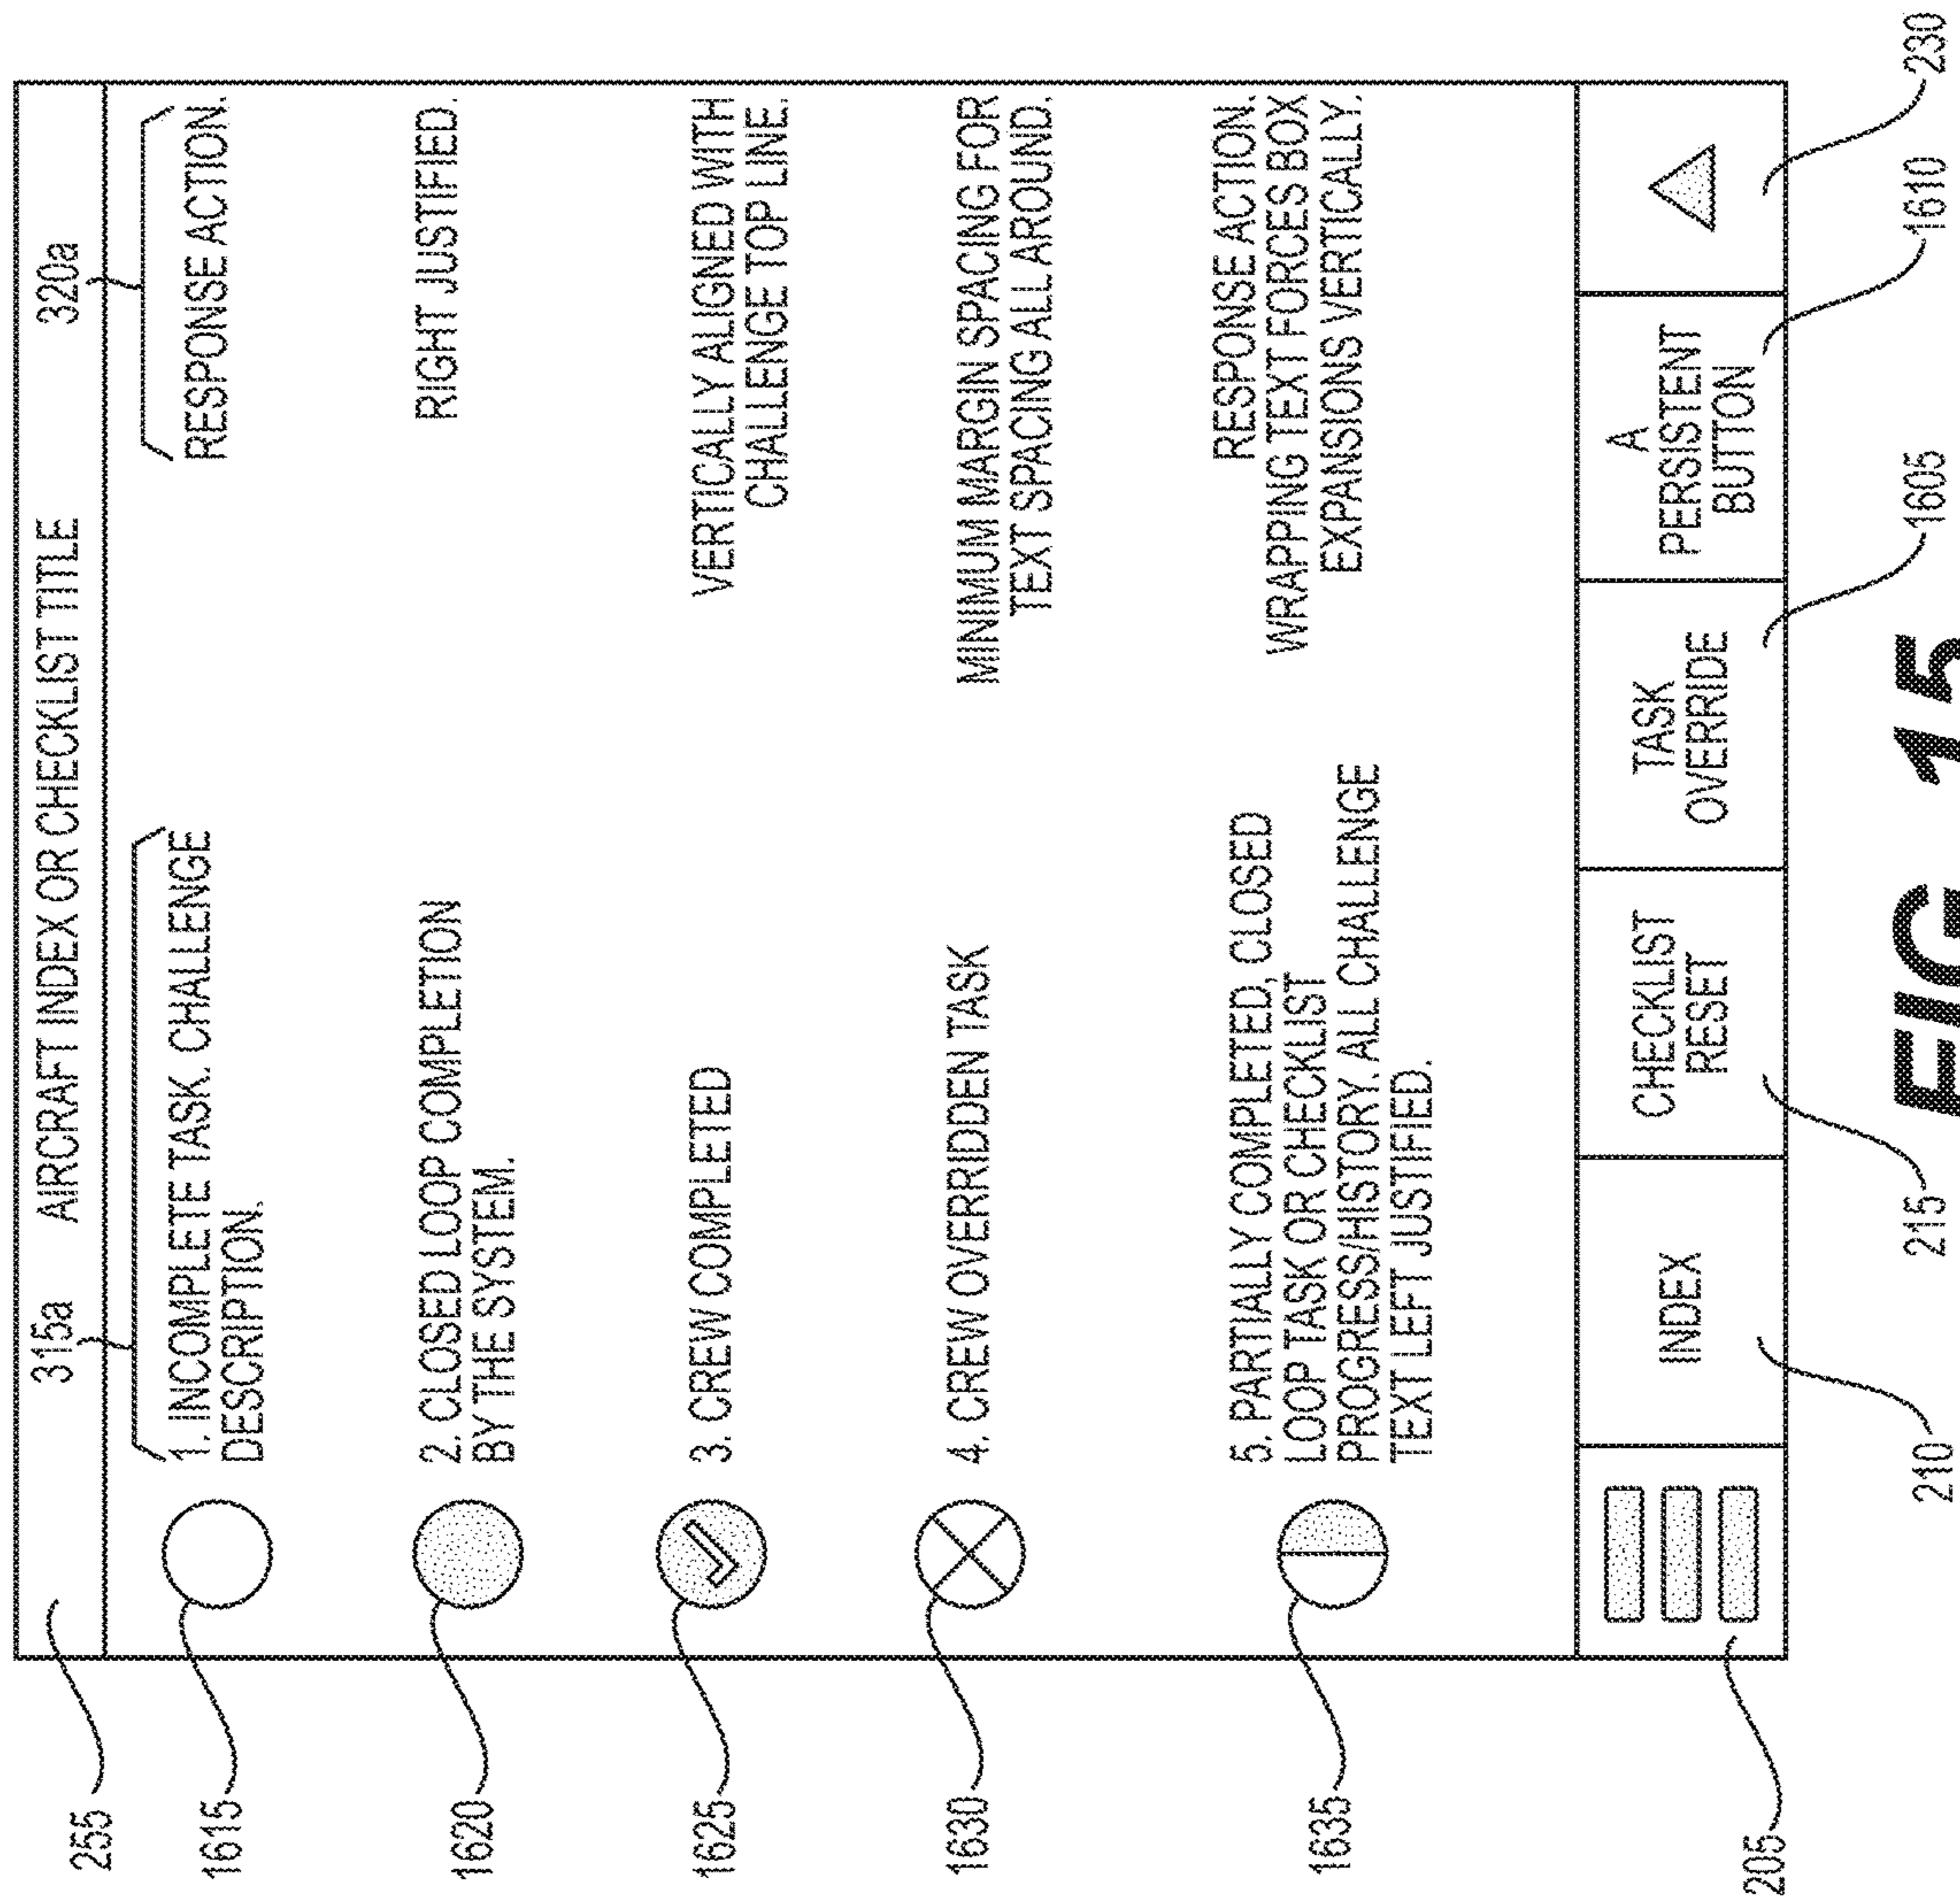 315a
320a
255
AIRCRAFT INDEX OR CHECKLIST TITLE
1615
1. INCOMPLETE TASK. CHALLENGE
DESCRIPTION.
RESPONSE ACTION.
1620
2. CLOSED LOOP COMPLETION
BY THE SYSTEM.
RIGHT JUSTIFIED.
1625
3. CREW COMPLETED
VERTICALLY ALIGNED WITH
CHALLENGE TOP LINE.
1630
4. CREW OVERRIDDEN TASK
MINIMUM MARGIN SPACING FOR
TEXT SPACING ALL AROUND.
1635
5. PARTIALLY COMPLETED, CLOSED
LOOP TASK OR CHECKLIST
PROGRESS/HISTORY. ALL CHALLENGE
TEXT LEFT JUSTIFIED.
RESPONSE ACTION.
WRAPPING TEXT FORCES BOX
EXPANSIONS VERTICALLY.
INDEX
CHECKLIST
RESET
TASK
OVERRIDE
A
PERSISTENT
BUTTON
205
210
215
1605
1610
230
FIG 15